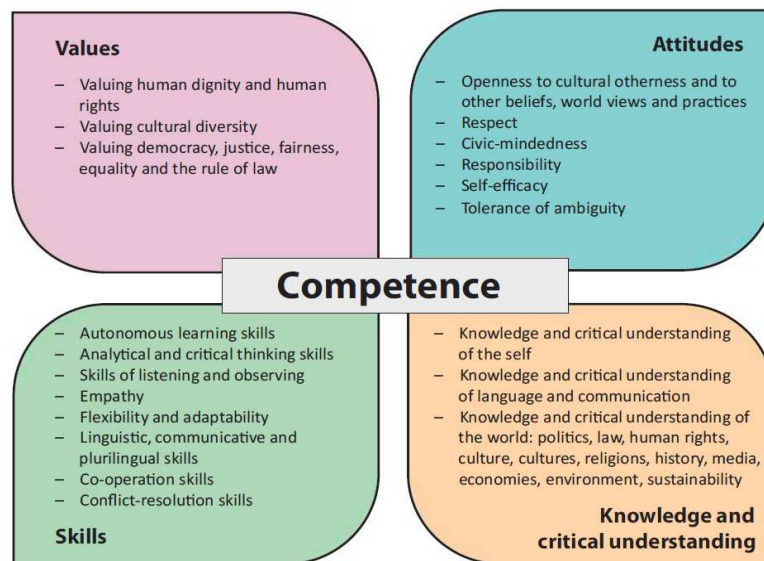 Values
– Valuing human dignity and human
rights
– Valuing cultural diversity
– Valuing democracy, justice, fairness,
equality and the rule of law
Attitudes
– Openness to cultural otherness and to
other beliefs, world views and practices
– Respect
– Civic-mindedness
– Responsibility
– Self-efficacy
– Tolerance of ambiguity
Competence
– Autonomous learning skills
– Analytical and critical thinking skills
– Skills of listening and observing
– Empathy
– Flexibility and adaptability
– Linguistic, communicative and
plurilingual skills
– Co-operation skills
– Conflict-resolution skills
Skills
– Knowledge and critical understanding
of the self
– Knowledge and critical understanding
of language and communication
– Knowledge and critical understanding of
the world: politics, law, human rights,
culture, cultures, religions, history, media,
economies, environment, sustainability
Knowledge and
critical understanding